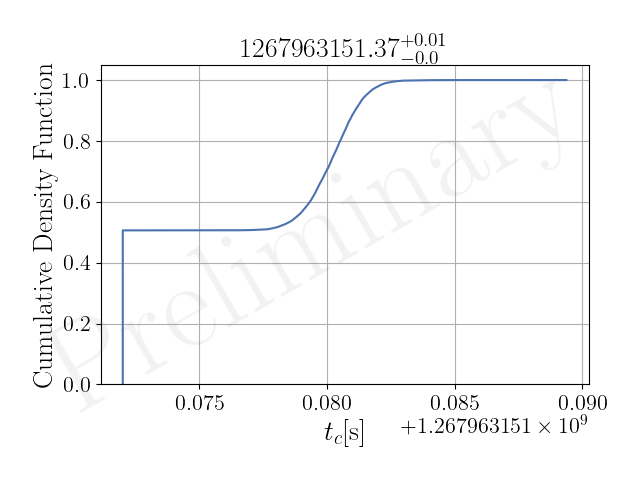 1267963151.37^{+0.01}_{-0.0}
Cumulative Density Function
1.0
0.8
0.6
0.4
0.2
0.0
Preliminary
0.075 0.080 0.085 0.090
t_c[s]
+1.267963151 × 10^9